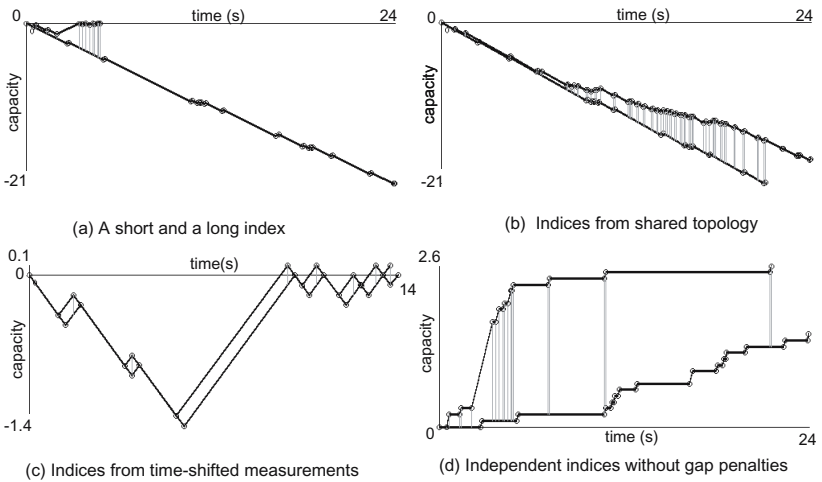 0
time (s)
24
capacity
-21
(a) A short and a long index
0
time (s)
24
capacity
-21
(b) Indices from shared topology
0.1
0
time(s)
14
capacity
-1.4
(c) Indices from time-shifted measurements
2.6
capacity
0
time (s)
24
(d) Independent indices without gap penalties